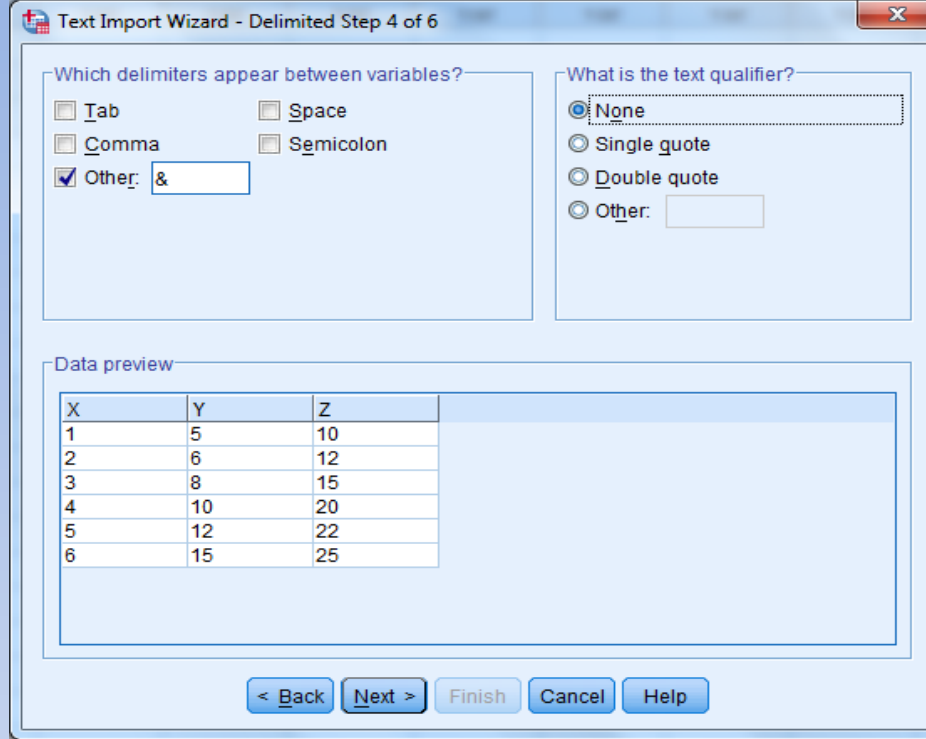 Text Import Wizard - Delimited Step 4 of 6
Which delimiters appear between variables?
Tab
Space
Comma
Semicolon
Other: &
What is the text qualifier?
None
Single quote
Double quote
Other:
Data preview
X Y Z
1 5 10
2 6 12
3 8 15
4 10 20
5 12 22
6 15 25
< Back Next > Finish Cancel Help